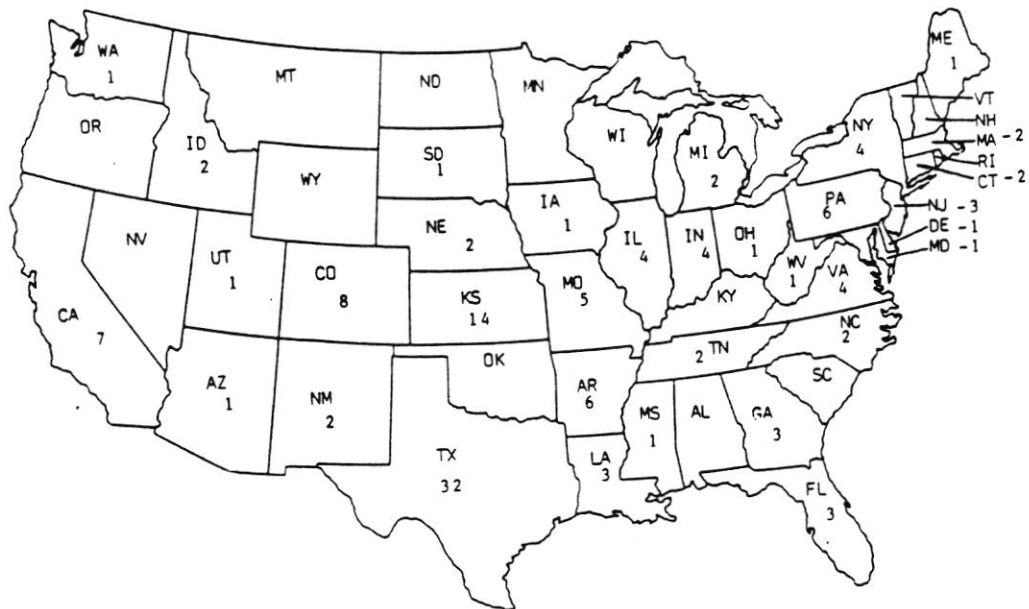 WA
1
MT
ND
MN
ME
1
VT
NH
MA - 2
RI
CT - 2
OR
ID
2
WY
SD
1
WI
MI
2
NY
4
PA
6
NJ - 3
DE - 1
MD - 1
NV
UT
1
CO
8
NE
2
IA
1
IL
4
IN
4
OH
1
WV
1
VA
4
CA
7
KS
14
MO
5
KY
NC
2
AZ
1
NM
2
OK
AR
6
2 TN
SC
TX
32
LA
3
MS
1
AL
GA
3
FL
3